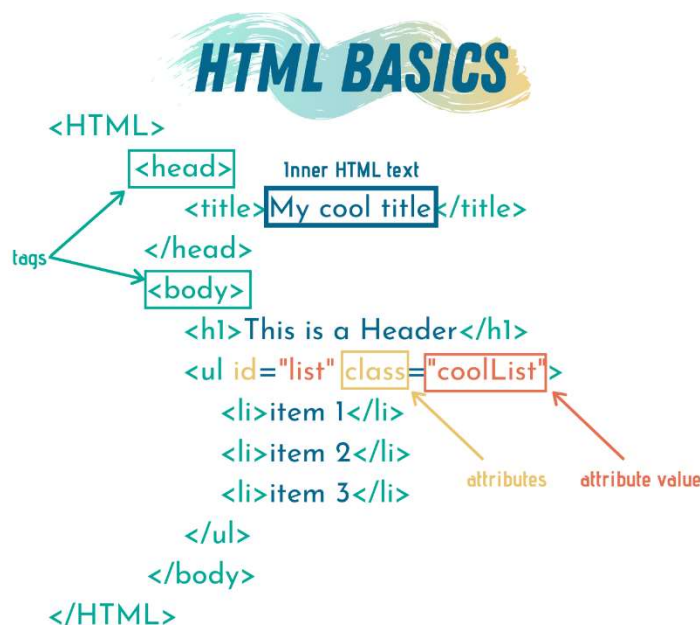 HTML BASICS
<HTML>
<head>
Inner HTML text
<title>My cool title</title>
</head>
tags
<body>
<h1>This is a Header</h1>
<ul id="list" class="coolList">
<li>item 1</li>
<li>item 2</li>
<li>item 3</li>
attributes
attribute value
</ul>
</body>
</HTML>